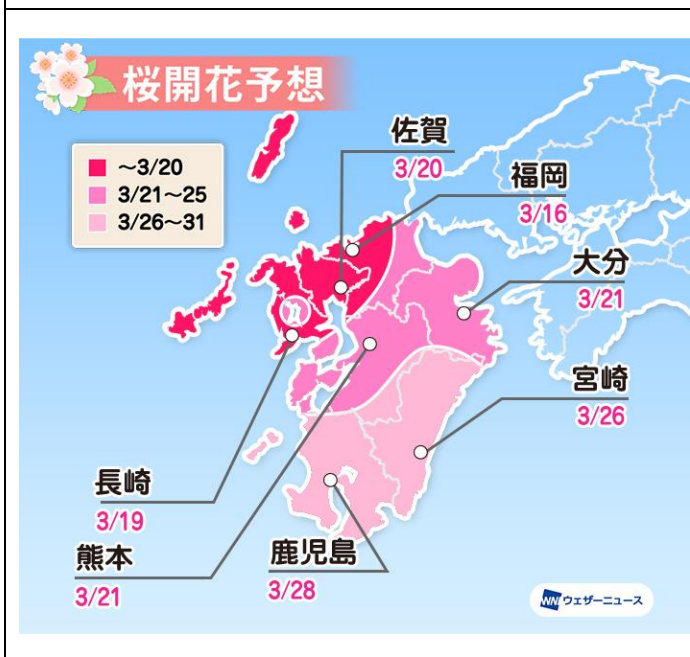 桜開花予想
～3/20
3/21～25
3/26～31
佐賀
3/20
福岡
3/16
大分
3/21
宮崎
3/26
長崎
3/19
熊本
3/21
鹿児島
3/28
WNI ウェザーニュース